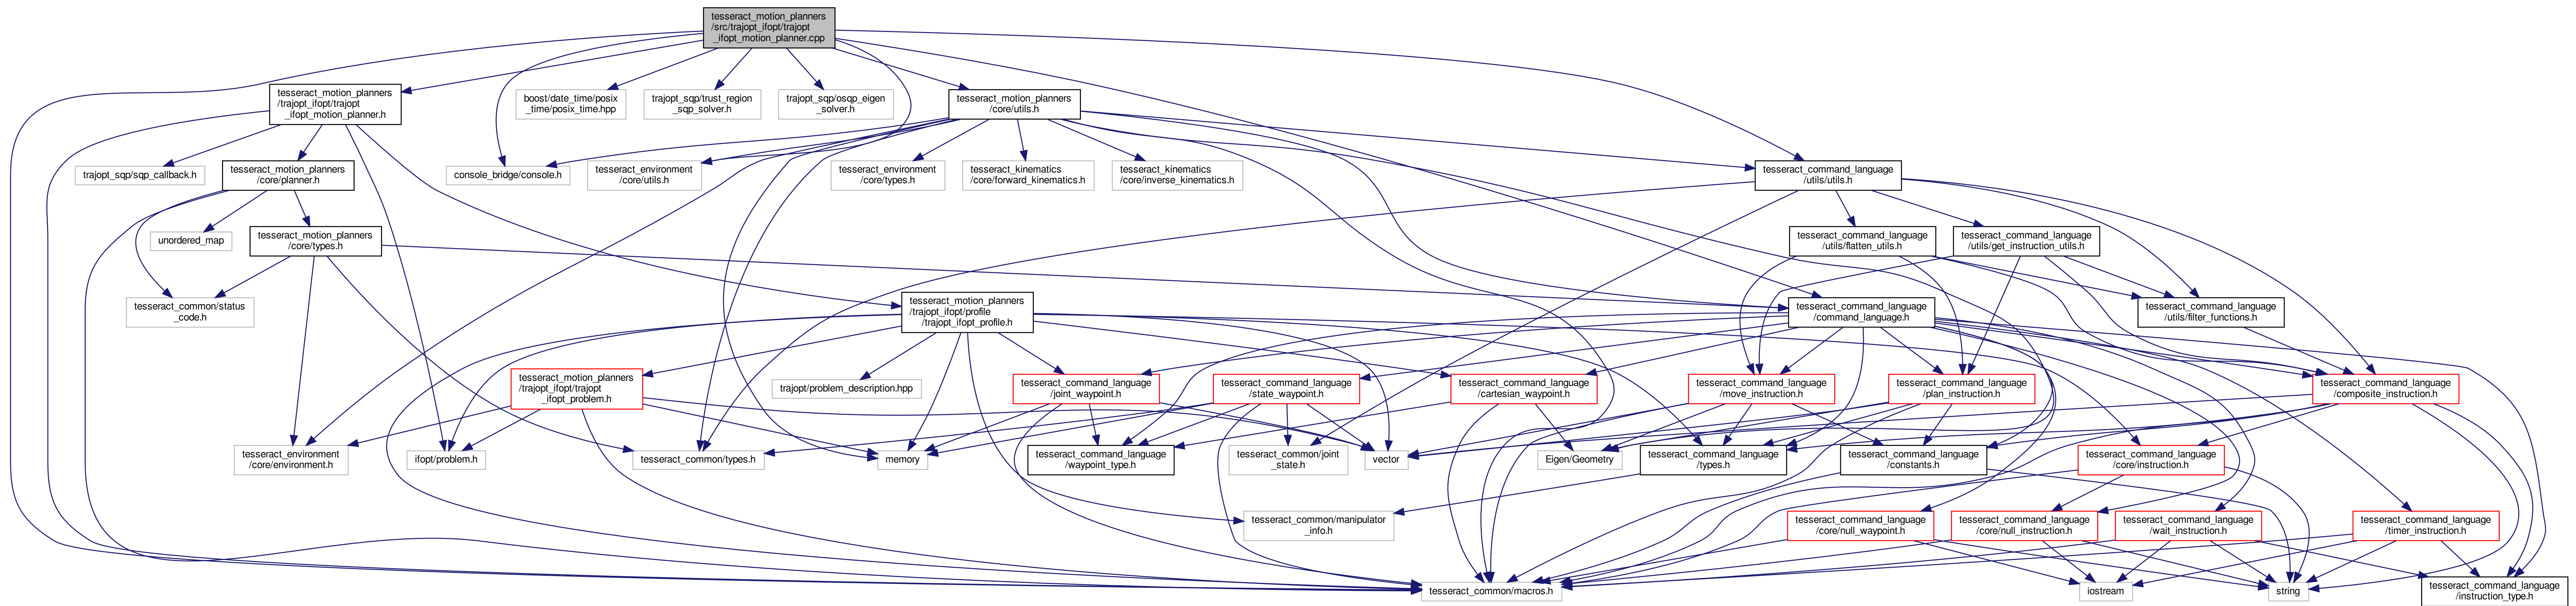 tesseract_motion_planners
/src/trajopt_ifopt/trajopt
_ifopt_motion_planner.cpp
tesseract_motion_planners
/trajopt_ifopt/trajopt
_ifopt_motion_planner.h
boost/date_time/posix
_time/posix_time.hpp
trajopt_sqp/trust_region
_sqp_solver.h
trajopt_sqp/osqp_eigen
_solver.h
tesseract_motion_planners
/core/utils.h
trajopt_sqp/sqp_callback.h
tesseract_motion_planners
/core/planner.h
console_bridge/console.h
tesseract_environment
/core/utils.h
tesseract_environment
/core/types.h
tesseract_kinematics
/core/forward_kinematics.h
tesseract_kinematics
/core/inverse_kinematics.h
tesseract_command_language
/utils/utils.h
unordered_map
tesseract_motion_planners
/core/types.h
tesseract_command_language
/utils/flatten_utils.h
tesseract_command_language
/utils/get_instruction_utils.h
tesseract_common/status
_code.h
tesseract_motion_planners
/trajopt_ifopt/profile
/trajopt_ifopt_profile.h
tesseract_command_language
/command_language.h
tesseract_command_language
/utils/filter_functions.h
tesseract_motion_planners
/trajopt_ifopt/trajopt
_ifopt_problem.h
trajopt/problem_description.hpp
tesseract_command_language
/joint_waypoint.h
tesseract_command_language
/state_waypoint.h
tesseract_command_language
/cartesian_waypoint.h
tesseract_command_language
/move_instruction.h
tesseract_command_language
/plan_instruction.h
tesseract_command_language
/composite_instruction.h
tesseract_environment
/core/environment.h
ifopt/problem.h
tesseract_common/types.h
memory
tesseract_command_language
/waypoint_type.h
tesseract_common/joint
_state.h
vector
Eigen/Geometry
tesseract_command_language
/types.h
tesseract_command_language
/constants.h
tesseract_command_language
/core/instruction.h
tesseract_common/manipulator
_info.h
tesseract_command_language
/core/null_waypoint.h
tesseract_command_language
/core/null_instruction.h
tesseract_command_language
/wait_instruction.h
tesseract_command_language
/timer_instruction.h
tesseract_common/macros.h
iostream
string
tesseract_command_language
/instruction_type.h